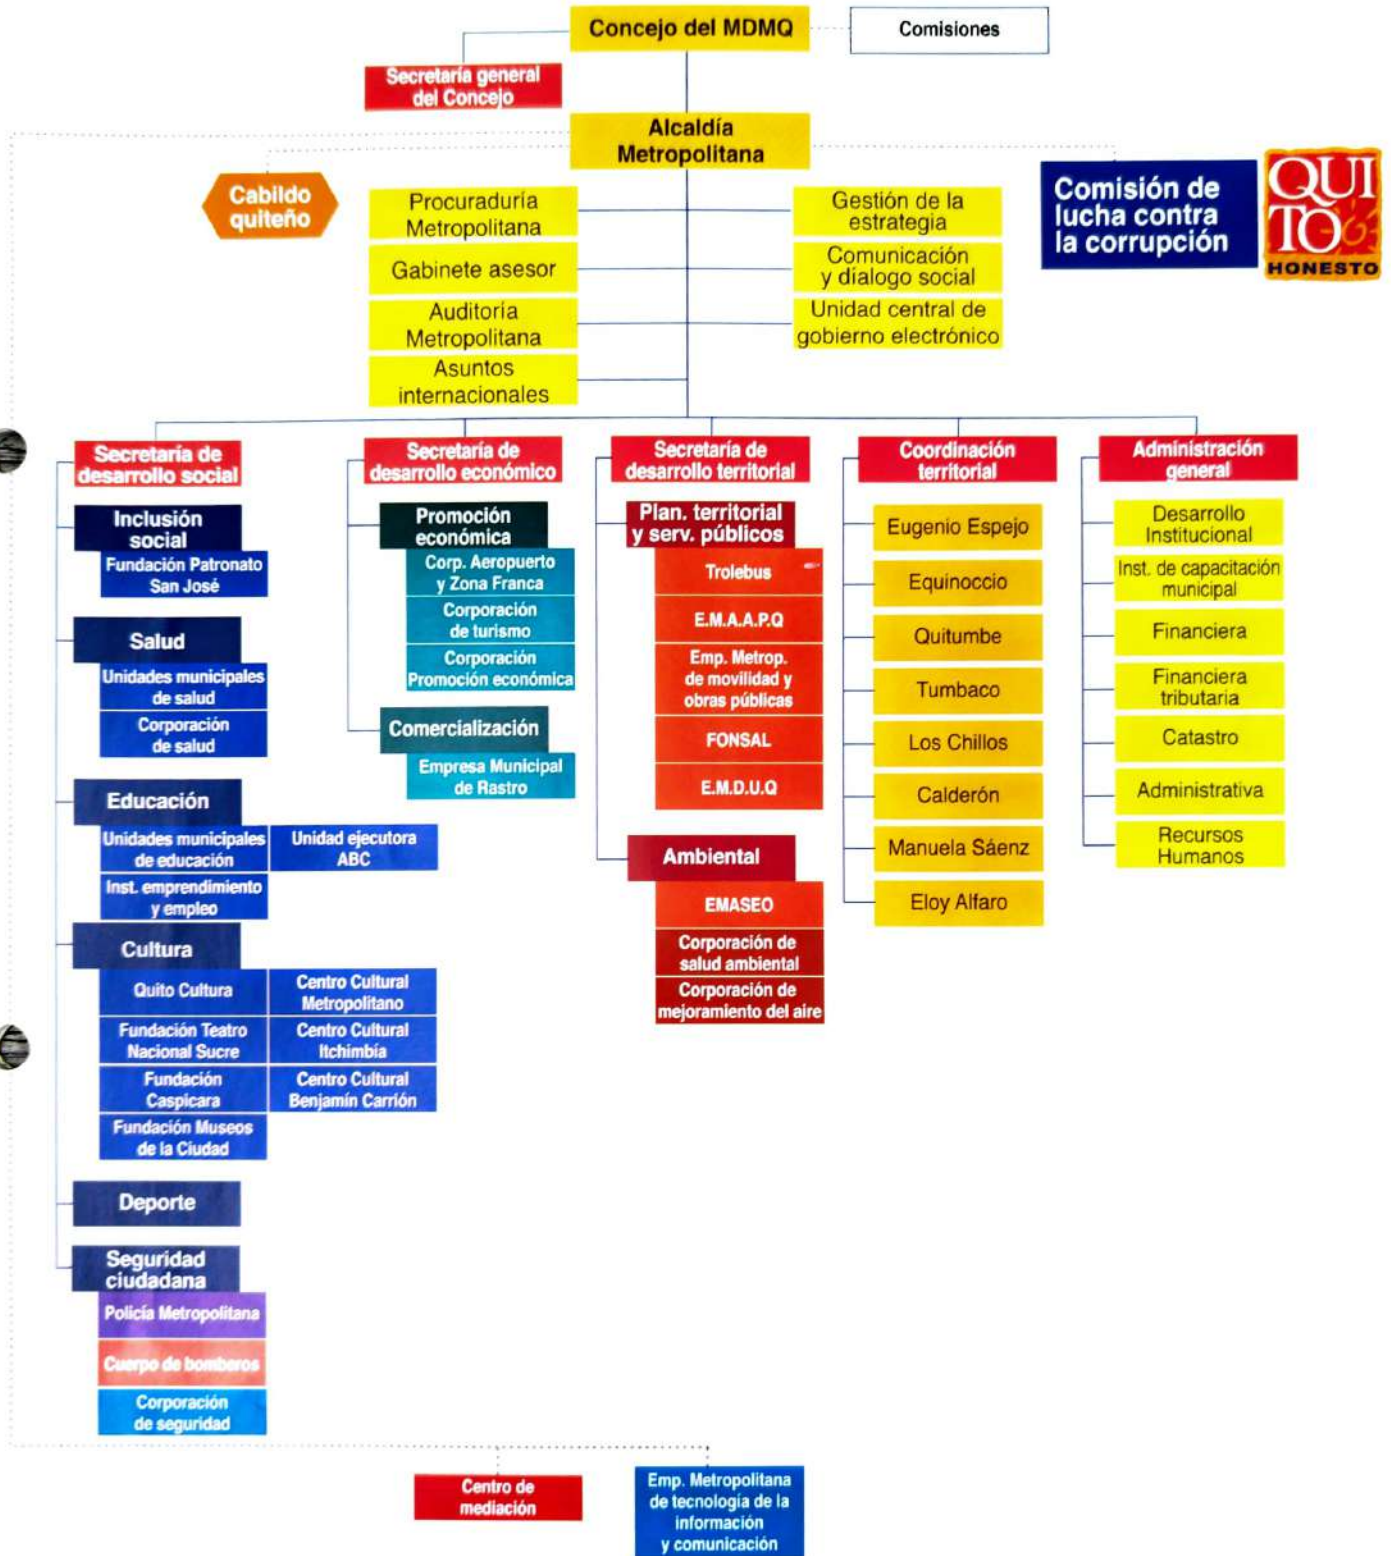 Concejo del MDMQ
Comisiones
Secretaría general
del Concejo
Alcaldía
Metropolitana
Cabildo
quiteño
Comisión de
lucha contra
la corrupción
QUI
TO
HONESTO
Procuraduría
Metropolitana
Gabinete asesor
Auditoría
Metropolitana
Asuntos
internacionales
Gestión de la
estrategia
Comunicación
y dialogo social
Unidad central de
gobierno electrónico
Secretaría de
desarrollo social
Inclusión
social
Fundación Patronato
San José
Salud
Unidades municipales
de salud
Corporación
de salud
Educación
Unidades municipales
de educación
Unidad ejecutora
ABC
Inst. emprendimiento
y empleo
Cultura
Quito Cultura
Centro Cultural
Metropolitano
Fundación Teatro
Nacional Sucre
Centro Cultural
Itchimbía
Fundación
Caspicara
Centro Cultural
Benjamín Carrión
Fundación Museos
de la Ciudad
Deporte
Seguridad
ciudadana
Policía Metropolitana
Cuerpo de bomberos
Corporación
de seguridad
Secretaría de
desarrollo económico
Promoción
económica
Corp. Aeropuerto
y Zona Franca
Corporación
de turismo
Corporación
Promoción económica
Comercialización
Empresa Municipal
de Rastro
Secretaría de
desarrollo territorial
Plan. territorial
y serv. públicos
Trolebus
E.M.A.A.P.Q
Emp. Metrop.
de movilidad y
obras públicas
FONSAL
E.M.D.U.Q
Ambiental
EMASEO
Corporación de
salud ambiental
Corporación de
mejoramiento del aire
Coordinación
territorial
Eugenio Espejo
Equinoccio
Quitumbe
Tumbaco
Los Chillos
Calderón
Manuela Sáenz
Eloy Alfaro
Administración
general
Desarrollo
Institucional
Inst. de capacitación
municipal
Financiera
Financiera
tributaria
Catastro
Administrativa
Recursos
Humanos
Centro de
mediación
Emp. Metropolitana
de tecnología de la
información
y comunicación